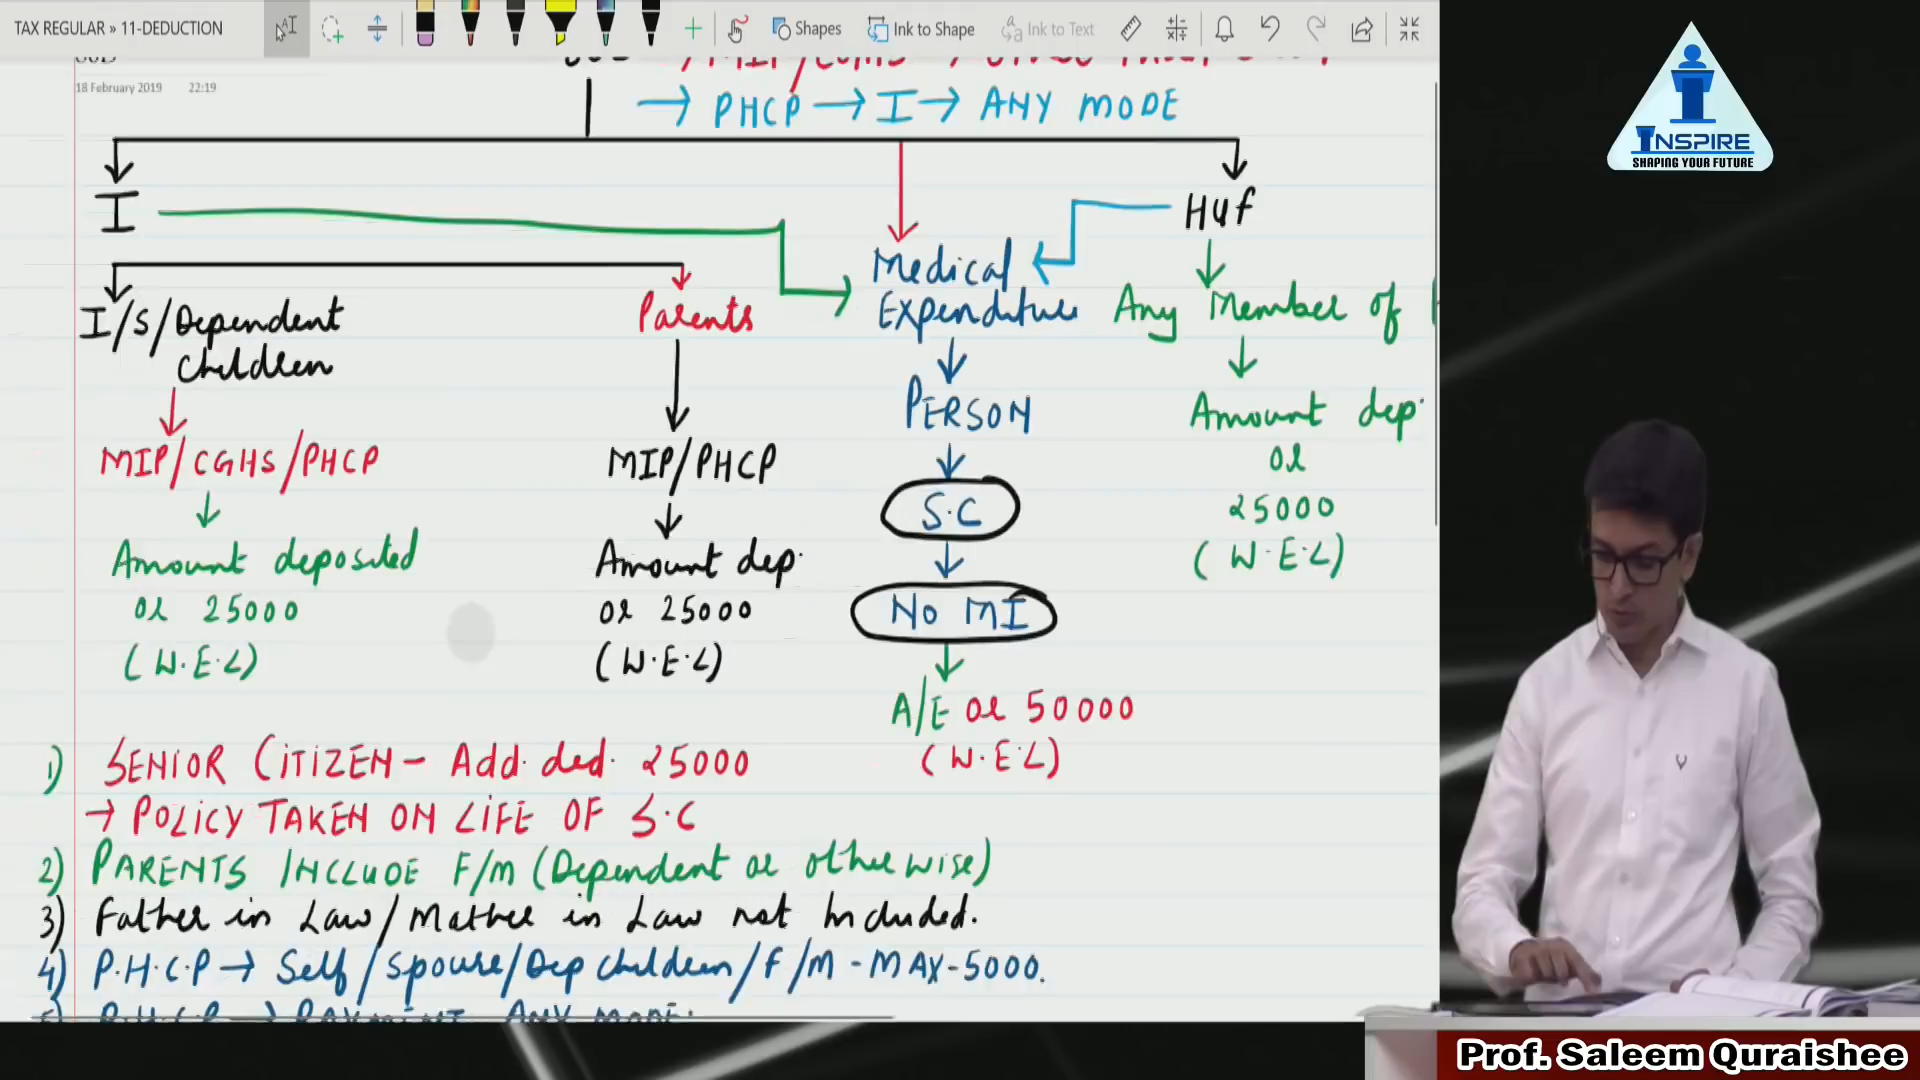 TAX REGULAR » 11-DEDUCTION
Shapes
Ink to Shape
Ink to Text
18 February 2019 22:19
→ PHCP → I → ANY MODE
I
HUF
I/S/Dependent
Children
Parents
Medical
Expenditure
Any Member of
MIP/CGHS/PHCP
MIP/PHCP
PERSON
Amount dep.
or
25000
(W.E.L)
S.C
Amount deposited
or 25000
(W.E.L)
Amount dep.
or 25000
(W.E.L)
No MI
A/E or 50000
(W.E.L)
1) SENIOR CITIZEN - Add. ded. 25000
→ POLICY TAKEN ON LIFE OF S.C
2) PARENTS INCLUDE F/M (Dependent or otherwise)
3) Father in Law/Mother in Law not Included.
4) P.H.C.P → Self/Spouse/Dep children/F/M - MAX-5000.
5) P.H.C.P → PAYMENT ANY MODE.
INSPIRE
SHAPING YOUR FUTURE
Prof. Saleem Quraishee